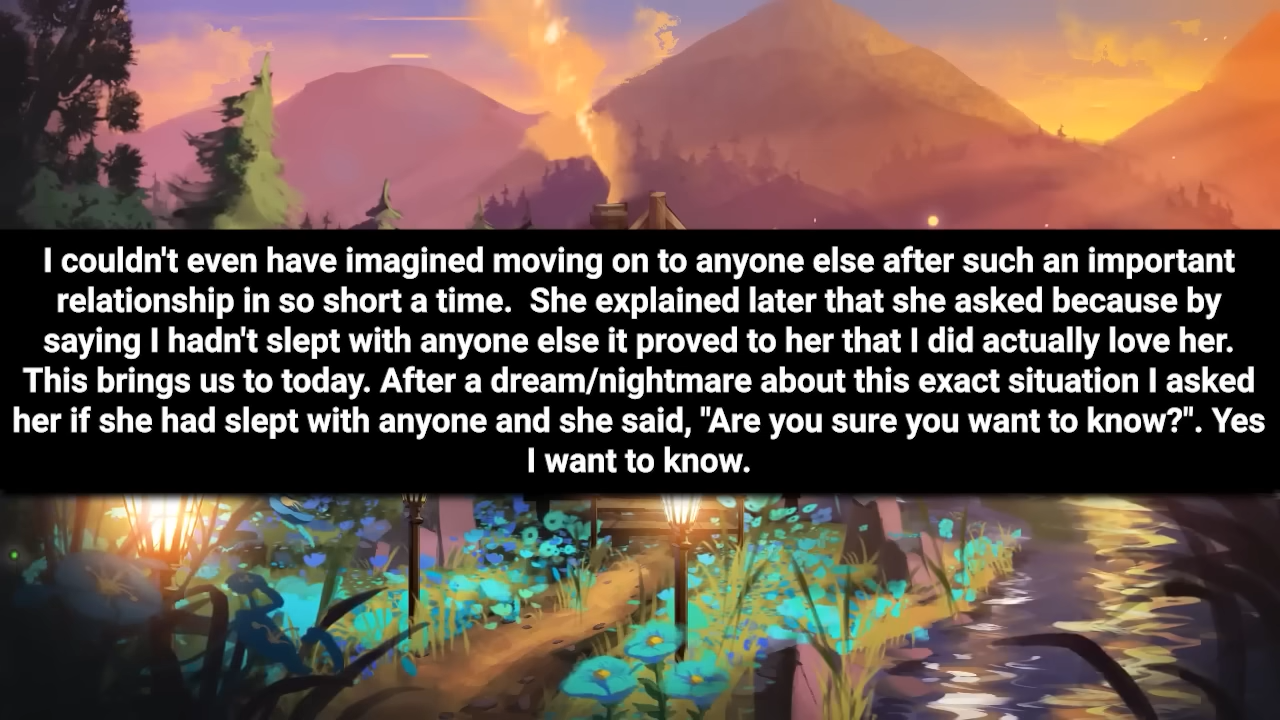 I couldn't even have imagined moving on to anyone else after such an important
relationship in so short a time.  She explained later that she asked because by
saying I hadn't slept with anyone else it proved to her that I did actually love her.
This brings us to today. After a dream/nightmare about this exact situation I asked
her if she had slept with anyone and she said, "Are you sure you want to know?". Yes
I want to know.